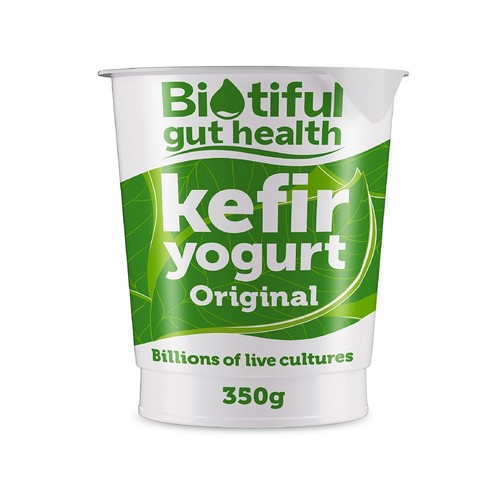 Biotiful
gut health
kefir
yogurt
Original
Billions of live cultures
350g